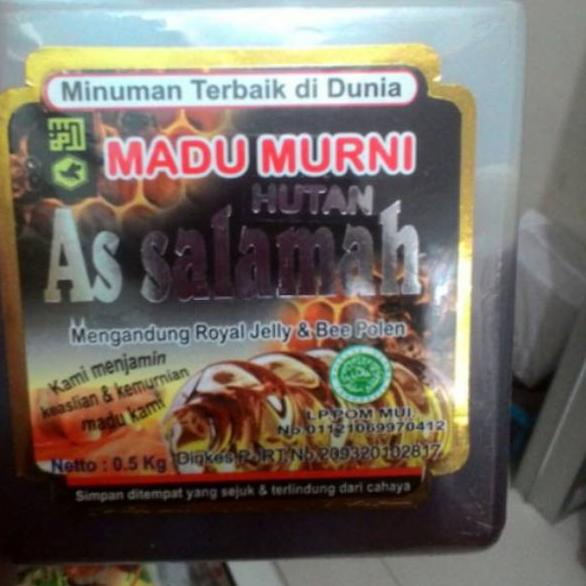 Minuman Terbaik di Dunia
MADU MURNI
HUTAN
As salamah
Mengandung Royal Jelly & Bee Polen
Kami menjamin
keaslian & kemurnian
madu kami
LP.POM MUI.
No.01121069970412
Netto : 0.5 Kg
Dinkes P-IRT.No.209320102817
Simpan ditempat yang sejuk & terlindung dari cahaya